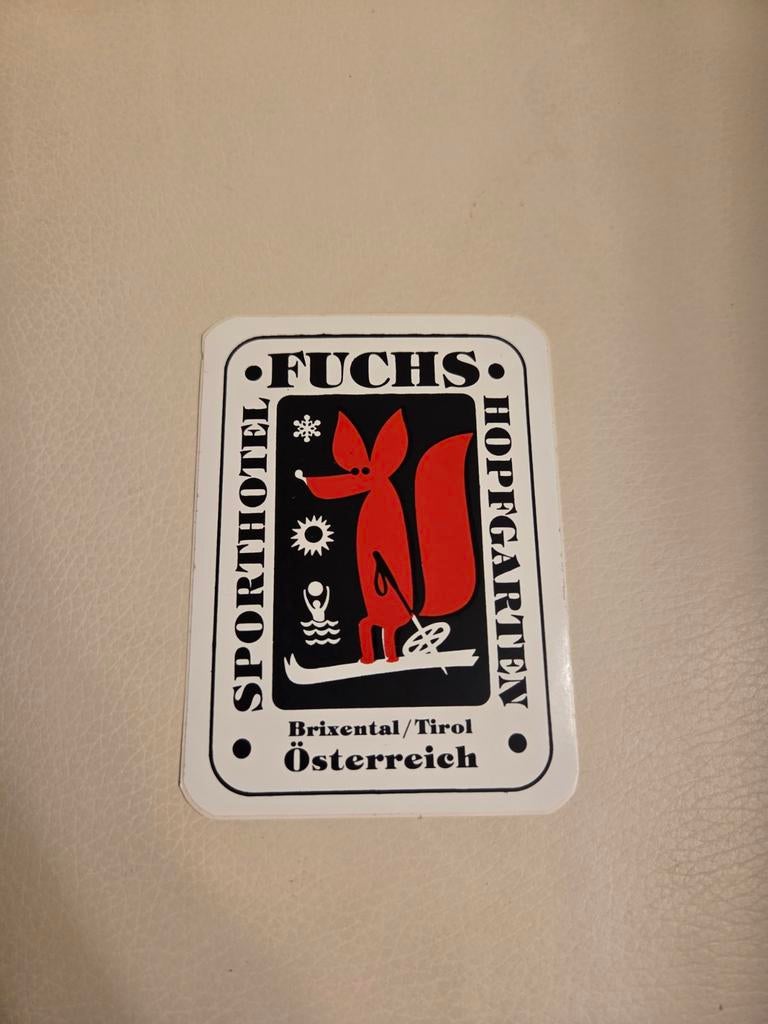 FUCHS
SPORTHOTEL
HOPFGARTEN
Brixental/Tirol
Österreich